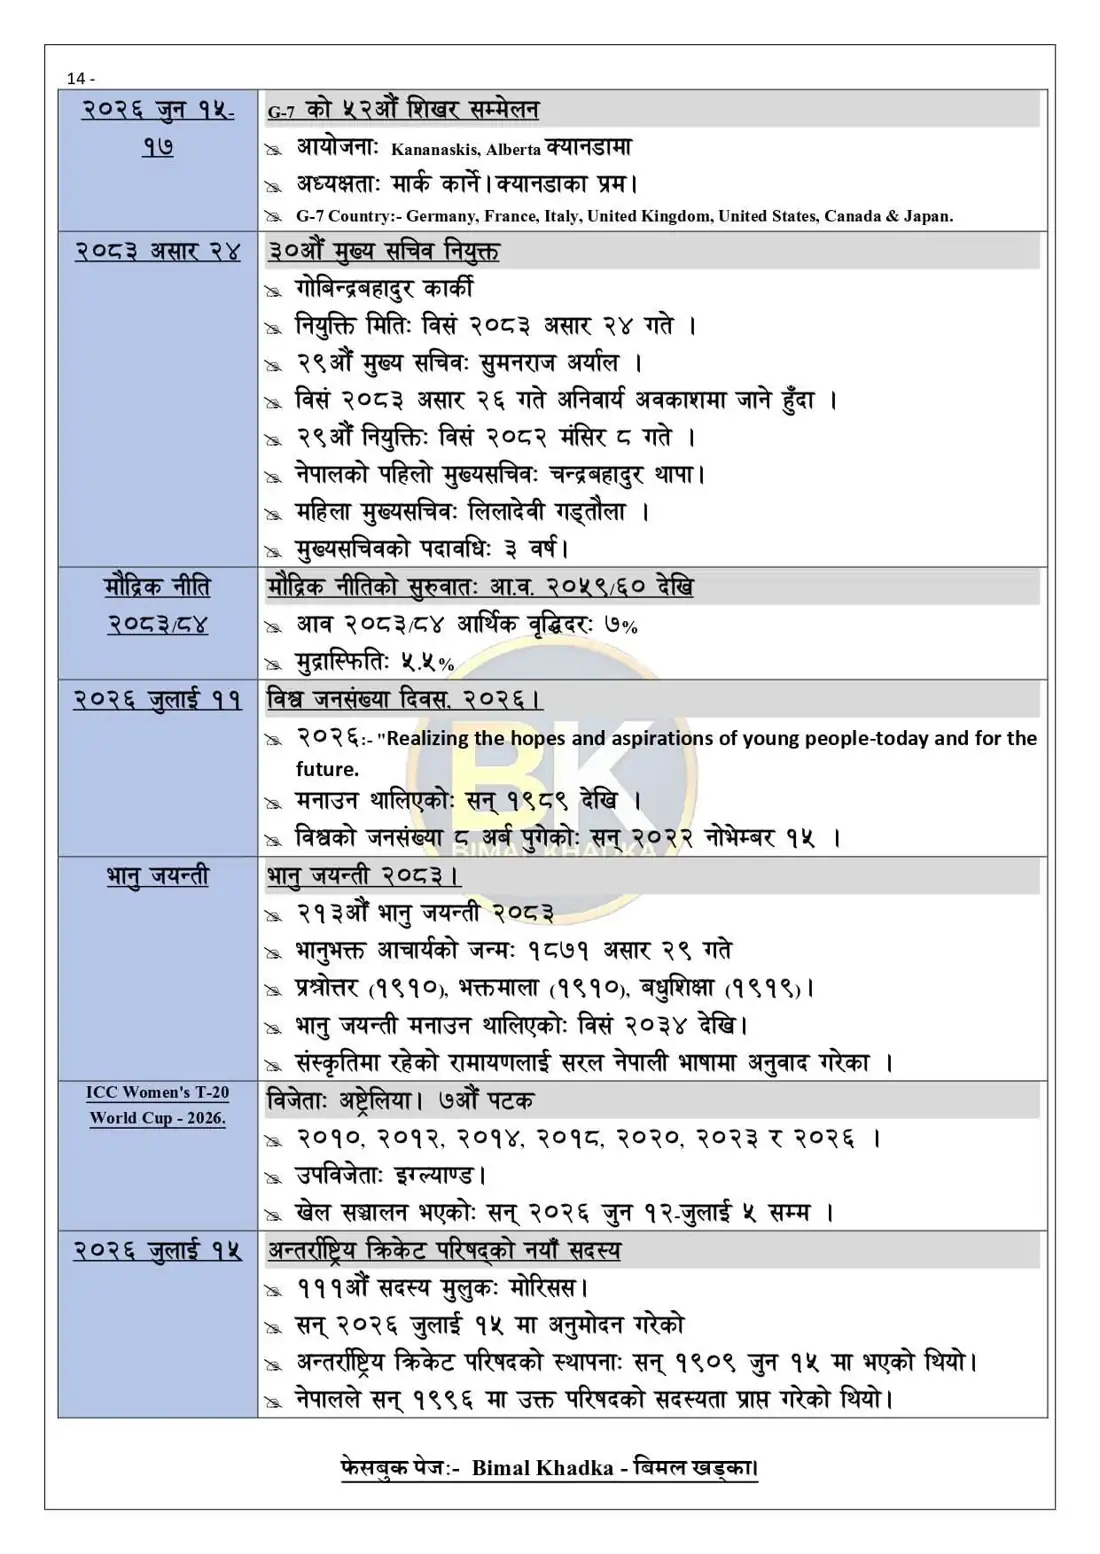 14 -
२०२६ जुन १५-
१७
G-7 को ५२औं शिखर सम्मेलन
आयोजनाः Kananaskis, Alberta क्यानडामा
अध्यक्षताः मार्क कार्ने।क्यानडाका प्रम।
G-7 Country:- Germany, France, Italy, United Kingdom, United States, Canada & Japan.
२०८३ असार २४
३०औं मुख्य सचिव नियुक्त
गोबिन्द्रबहादुर कार्की
नियुक्ति मितिः विसं २०८३ असार २४ गते ।
२९औं मुख्य सचिवः सुमनराज अर्याल ।
विसं २०८३ असार २६ गते अनिवार्य अवकाशमा जाने हुँदा ।
२९औं नियुक्तिः विसं २०८२ मंसिर ८ गते ।
नेपालको पहिलो मुख्यसचिवः चन्द्रबहादुर थापा।
महिला मुख्यसचिवः लिलादेवी गड्तौला ।
मुख्यसचिवको पदावधिः ३ वर्ष।
मौद्रिक नीति
२०८३/८४
मौद्रिक नीतिको सुरुवातः आ.व. २०५९/६० देखि
आव २०८३/८४ आर्थिक वृद्धिदरः ७%
मुद्रास्फितिः ५.५%
२०२६ जुलाई ११
विश्व जनसंख्या दिवस, २०२६।
२०२६:- "Realizing the hopes and aspirations of young people-today and for the
future.
मनाउन थालिएकोः सन् १९८९ देखि ।
विश्वको जनसंख्या ८ अर्ब पुगेकोः सन् २०२२ नोभेम्बर १५ ।
BK
BIMAL KHADKA
भानु जयन्ती
भानु जयन्ती २०८३।
२१३औं भानु जयन्ती २०८३
भानुभक्त आचार्यको जन्मः १८७१ असार २९ गते
प्रश्नोत्तर (१९१०), भक्तमाला (१९१०), बधुशिक्षा (१९१९)।
भानु जयन्ती मनाउन थालिएकोः विसं २०३४ देखि।
संस्कृतिमा रहेको रामायणलाई सरल नेपाली भाषामा अनुवाद गरेका ।
ICC Women's T-20
World Cup - 2026.
विजेताः अष्ट्रेलिया। ७औं पटक
२०१०, २०१२, २०१४, २०१८, २०२०, २०२३ र २०२६ ।
उपविजेताः इग्ल्याण्ड।
खेल सञ्चालन भएकोः सन् २०२६ जुन १२-जुलाई ५ सम्म ।
२०२६ जुलाई १५
अन्तर्राष्ट्रिय क्रिकेट परिषद्को नयाँ सदस्य
१११औं सदस्य मुलुकः मोरिसस।
सन् २०२६ जुलाई १५ मा अनुमोदन गरेको
अन्तर्राष्ट्रिय क्रिकेट परिषदको स्थापनाः सन् १९०९ जुन १५ मा भएको थियो।
नेपालले सन् १९९६ मा उक्त परिषदको सदस्यता प्राप्त गरेको थियो।
फेसबुक पेजः- Bimal Khadka - बिमल खड्का।